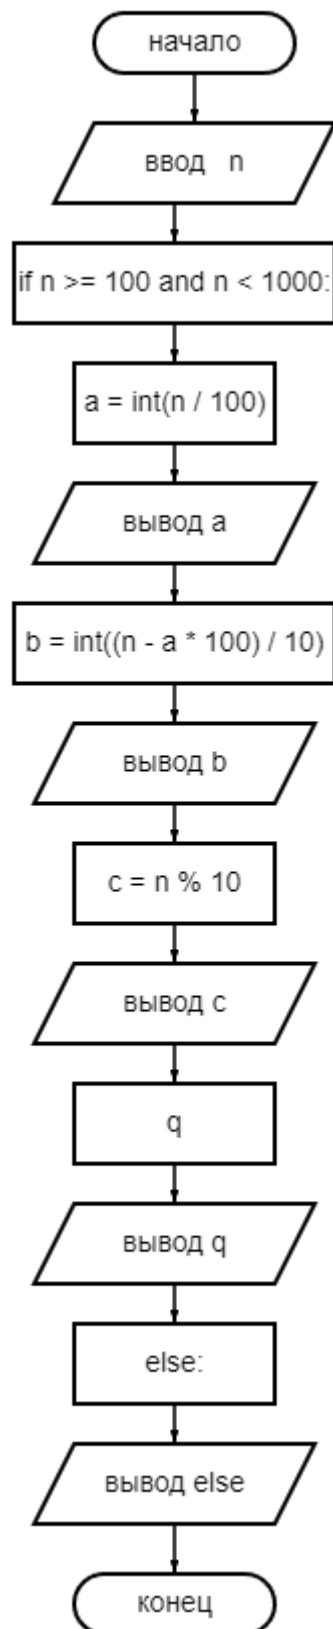 начало
ввод n
if n >= 100 and n < 1000:
a = int(n / 100)
вывод a
b = int((n - a * 100) / 10)
вывод b
c = n % 10
вывод c
q
вывод q
else:
вывод else
конец